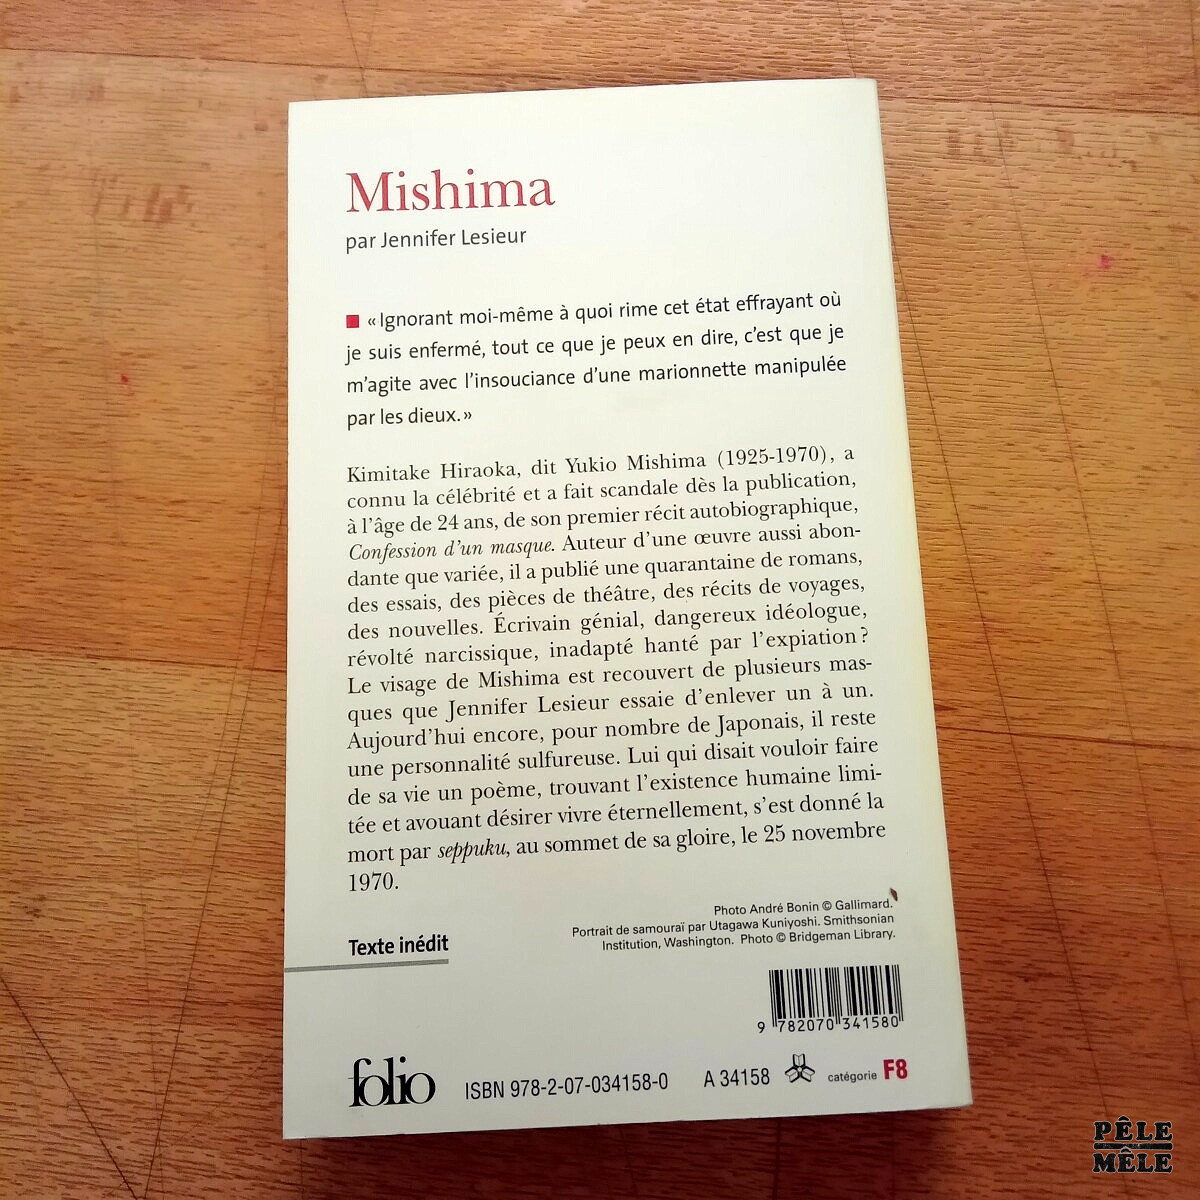 Mishima
par Jennifer Lesieur
« Ignorant moi-même à quoi rime cet état effrayant où
je suis enfermé, tout ce que je peux en dire, c'est que je
m'agite avec l'insouciance d'une marionnette manipulée
par les dieux. »
Kimitake Hiraoka, dit Yukio Mishima (1925-1970), a
connu la célébrité et a fait scandale dès la publication,
à l'âge de 24 ans, de son premier récit autobiographique,
Confession d'un masque. Auteur d'une œuvre aussi abon-
dante que variée, il a publié une quarantaine de romans,
des essais, des pièces de théâtre, des récits de voyages,
des nouvelles. Écrivain génial, dangereux idéologue,
révolté narcissique, inadapté hanté par l'expiation ?
Le visage de Mishima est recouvert de plusieurs mas-
ques que Jennifer Lesieur essaie d'enlever un à un.
Aujourd'hui encore, pour nombre de Japonais, il reste
une personnalité sulfureuse. Lui qui disait vouloir faire
de sa vie un poème, trouvant l'existence humaine limi-
tée et avouant désirer vivre éternellement, s'est donné la
mort par seppuku, au sommet de sa gloire, le 25 novembre
1970.
Photo André Bonin © Gallimard.
Portrait de samouraï par Utagawa Kuniyoshi. Smithsonian
Institution, Washington. Photo © Bridgeman Library.
Texte inédit
9 782070 341580
folio
ISBN 978-2-07-034158-0
A 34158
catégorie F8
PÊLE
MÊLE